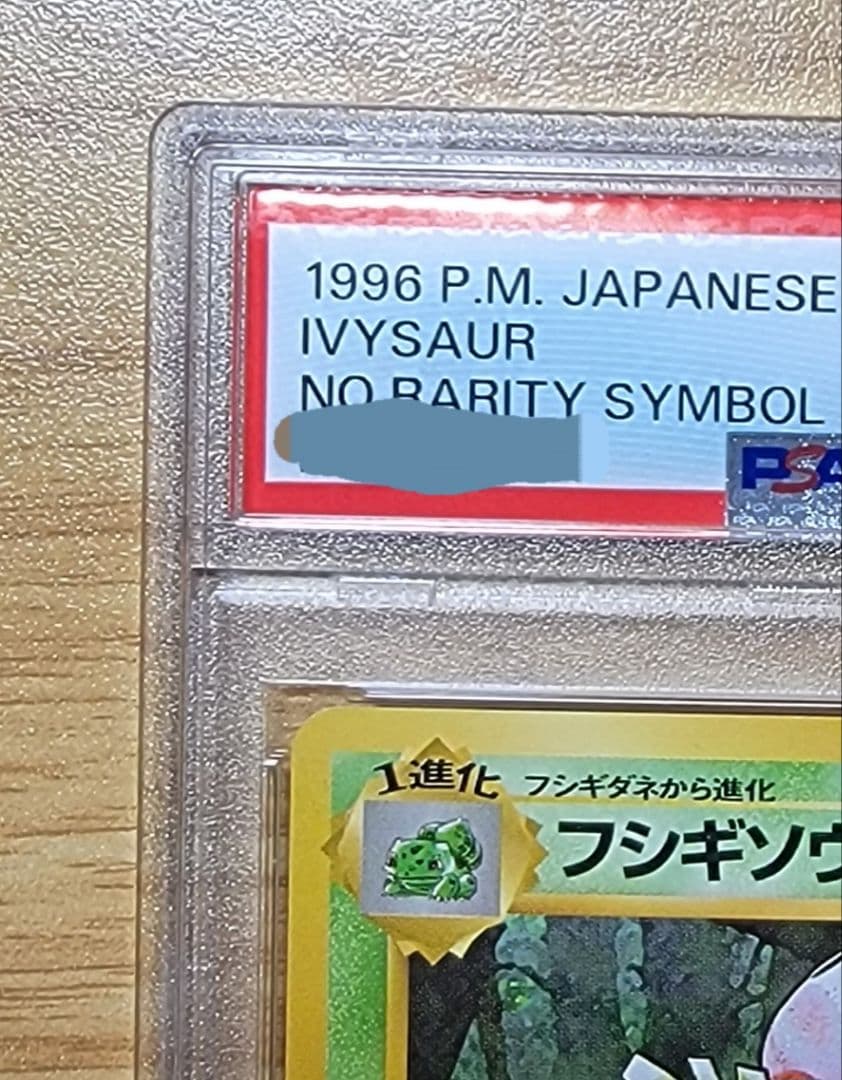 1996 P.M. JAPANESE
IVYSAUR
NO RARITY SYMBOL
PSA
1進化 フシギダネから進化
フシギソウ